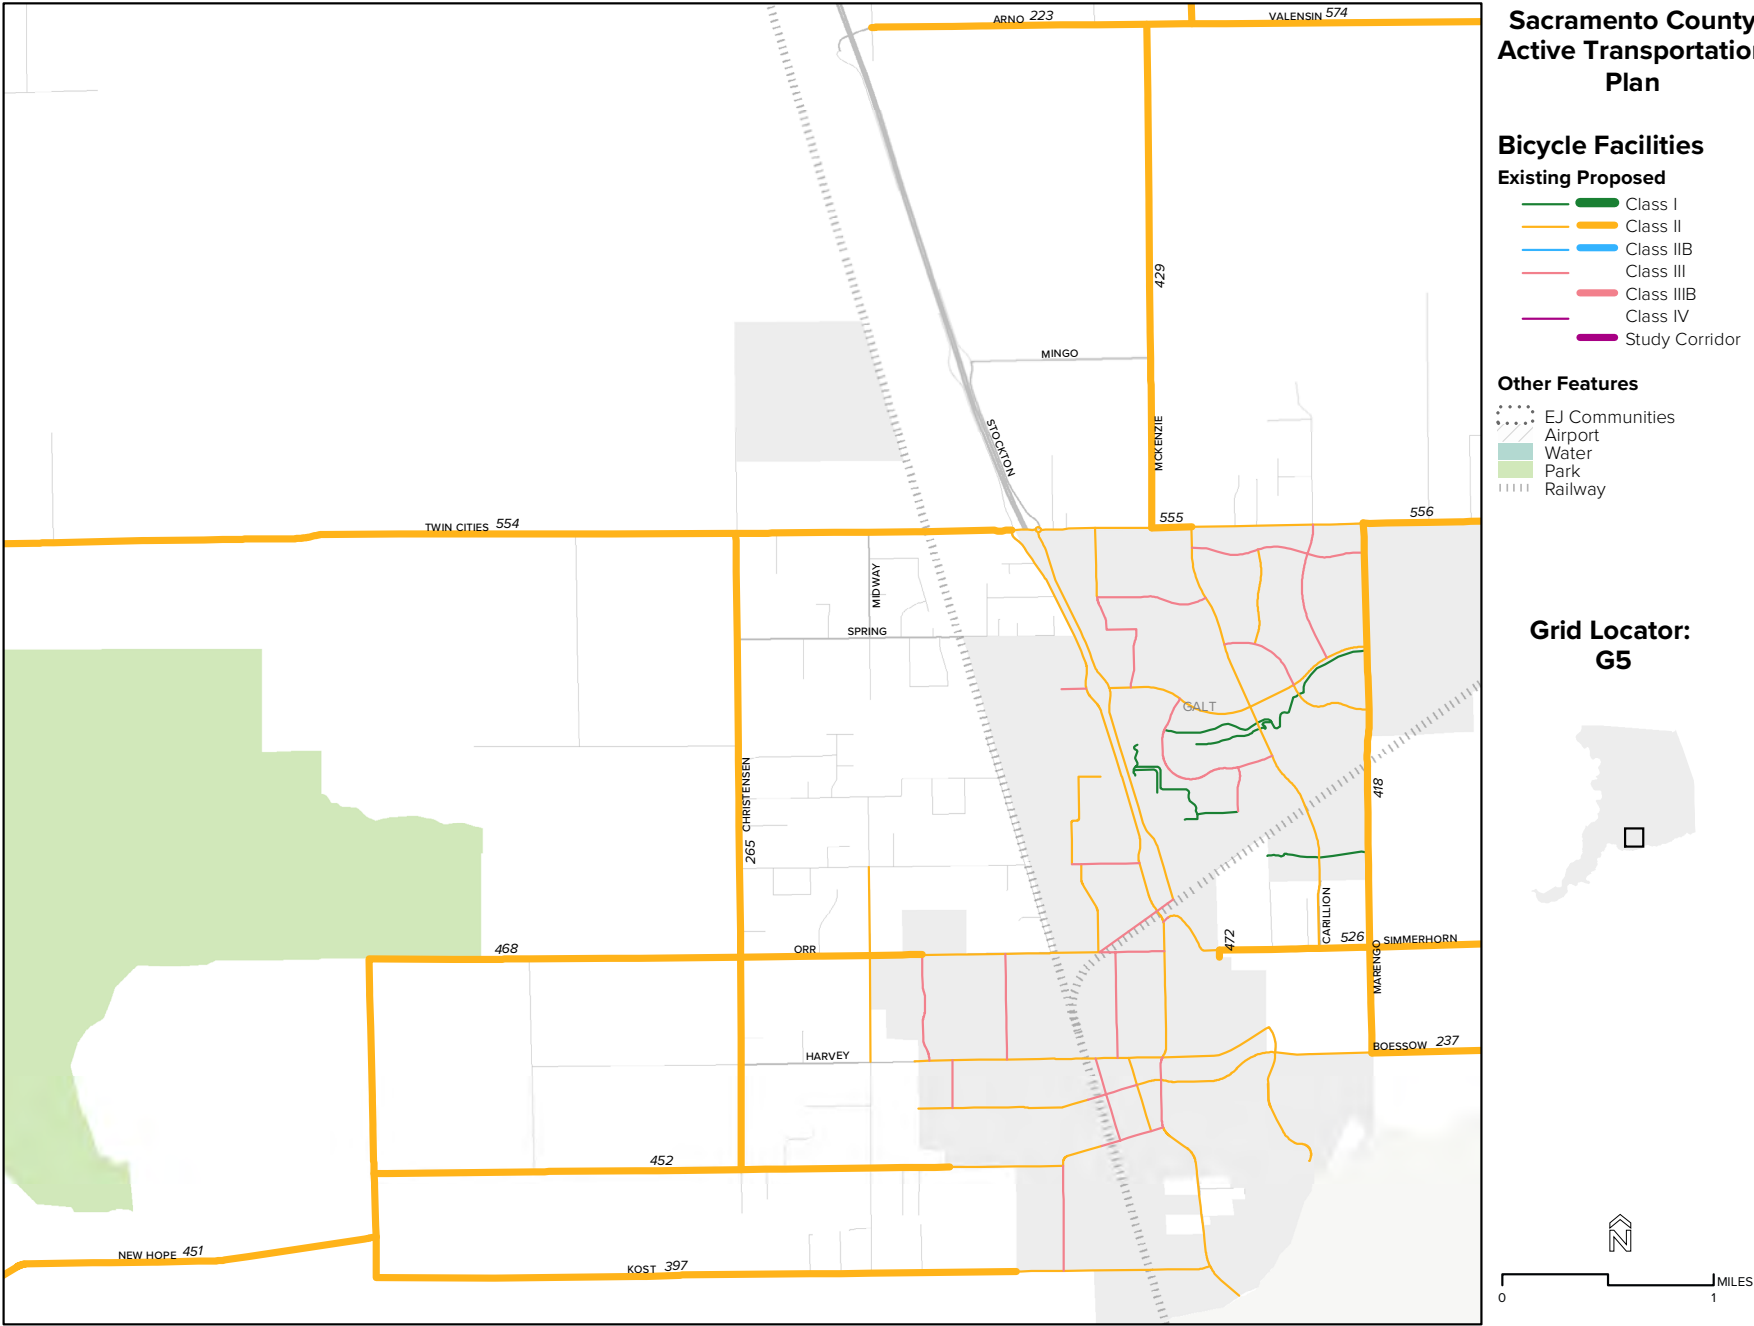 Sacramento County
Active Transportation
Plan
Bicycle Facilities
Existing Proposed
Class I
Class II
Class IIB
Class III
Class IIIB
Class IV
Study Corridor
Other Features
EJ Communities
Airport
Water
Park
Railway
Grid Locator:
G5
N
MILES
0 1
ARNO 223
VALENSIN 574
429
MINGO
STOCKTON
MCKENZIE
TWIN CITIES 554
555
556
MIDWAY
SPRING
GALT
CHRISTENSEN
265
418
CARILLION
472
526
SIMMERHORN
468
ORR
MARENGO
HARVEY
BOESSOW 237
452
NEW HOPE 451
KOST 397